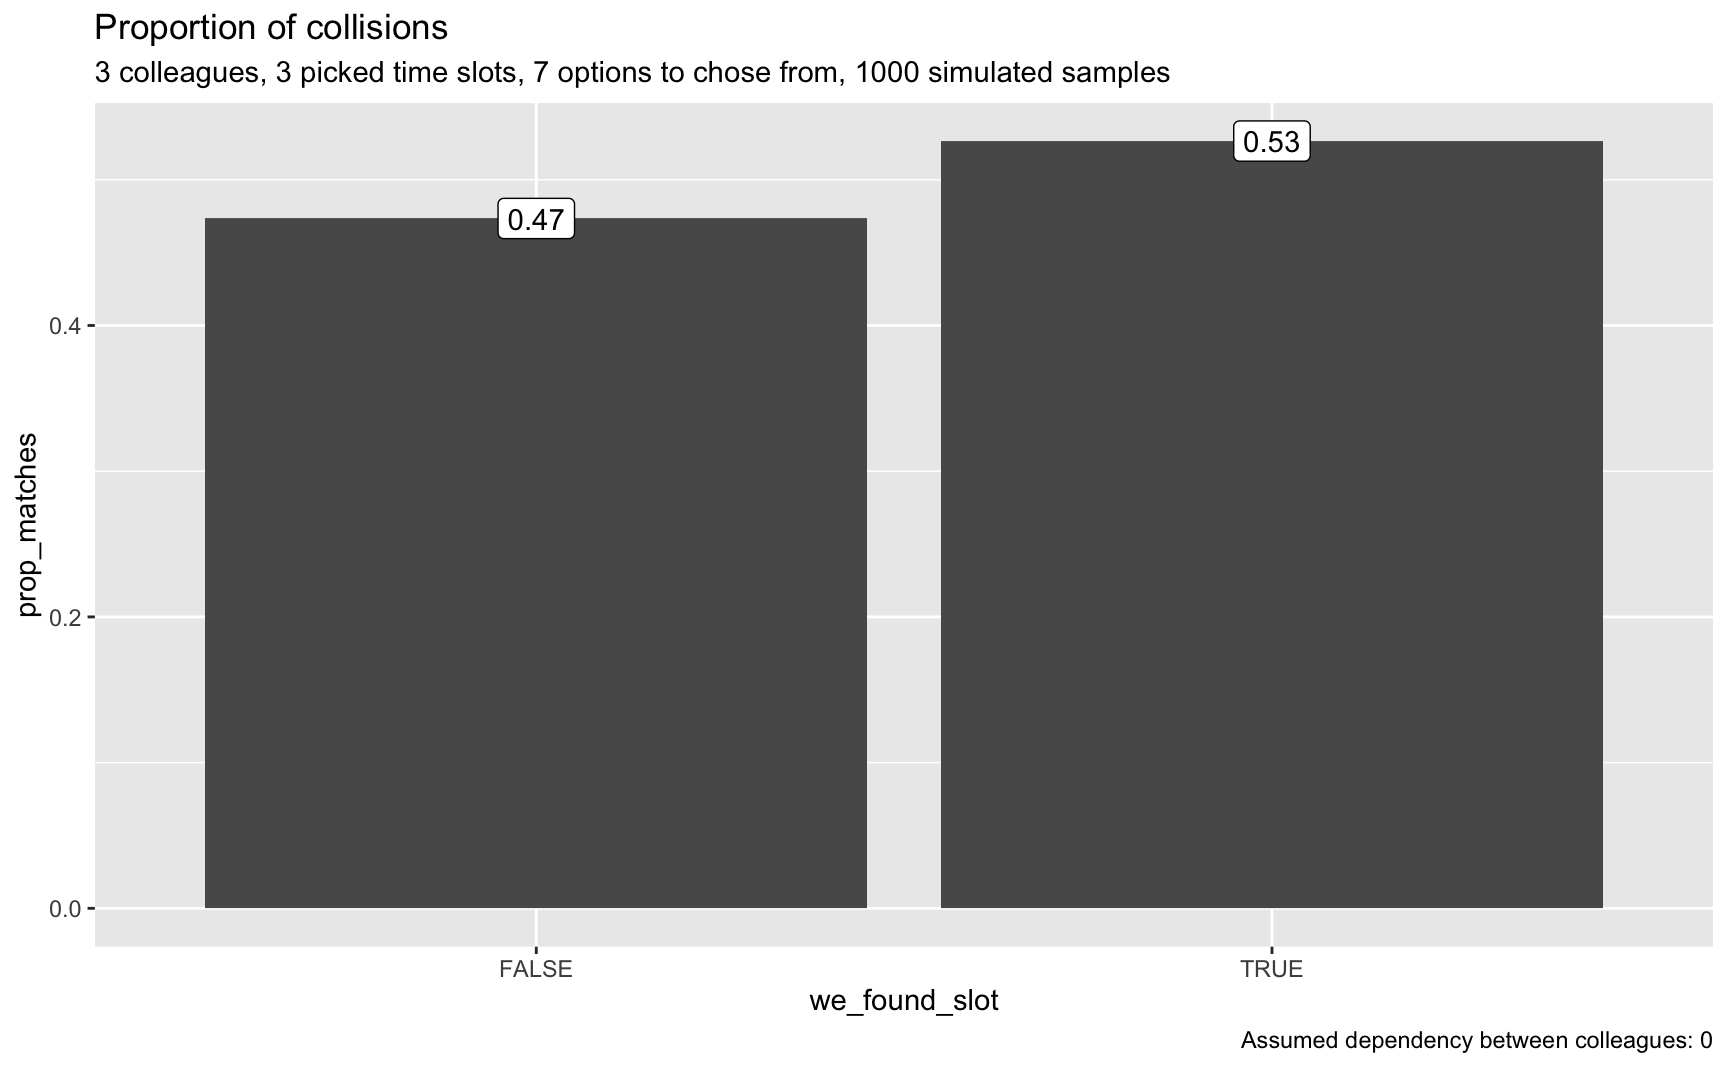 Proportion of collisions
3 colleagues, 3 picked time slots, 7 options to chose from, 1000 simulated samples
0.53
0.47
0.4
0.2
0.0
prop_matches
FALSE
TRUE
we_found_slot
Assumed dependency between colleagues: 0